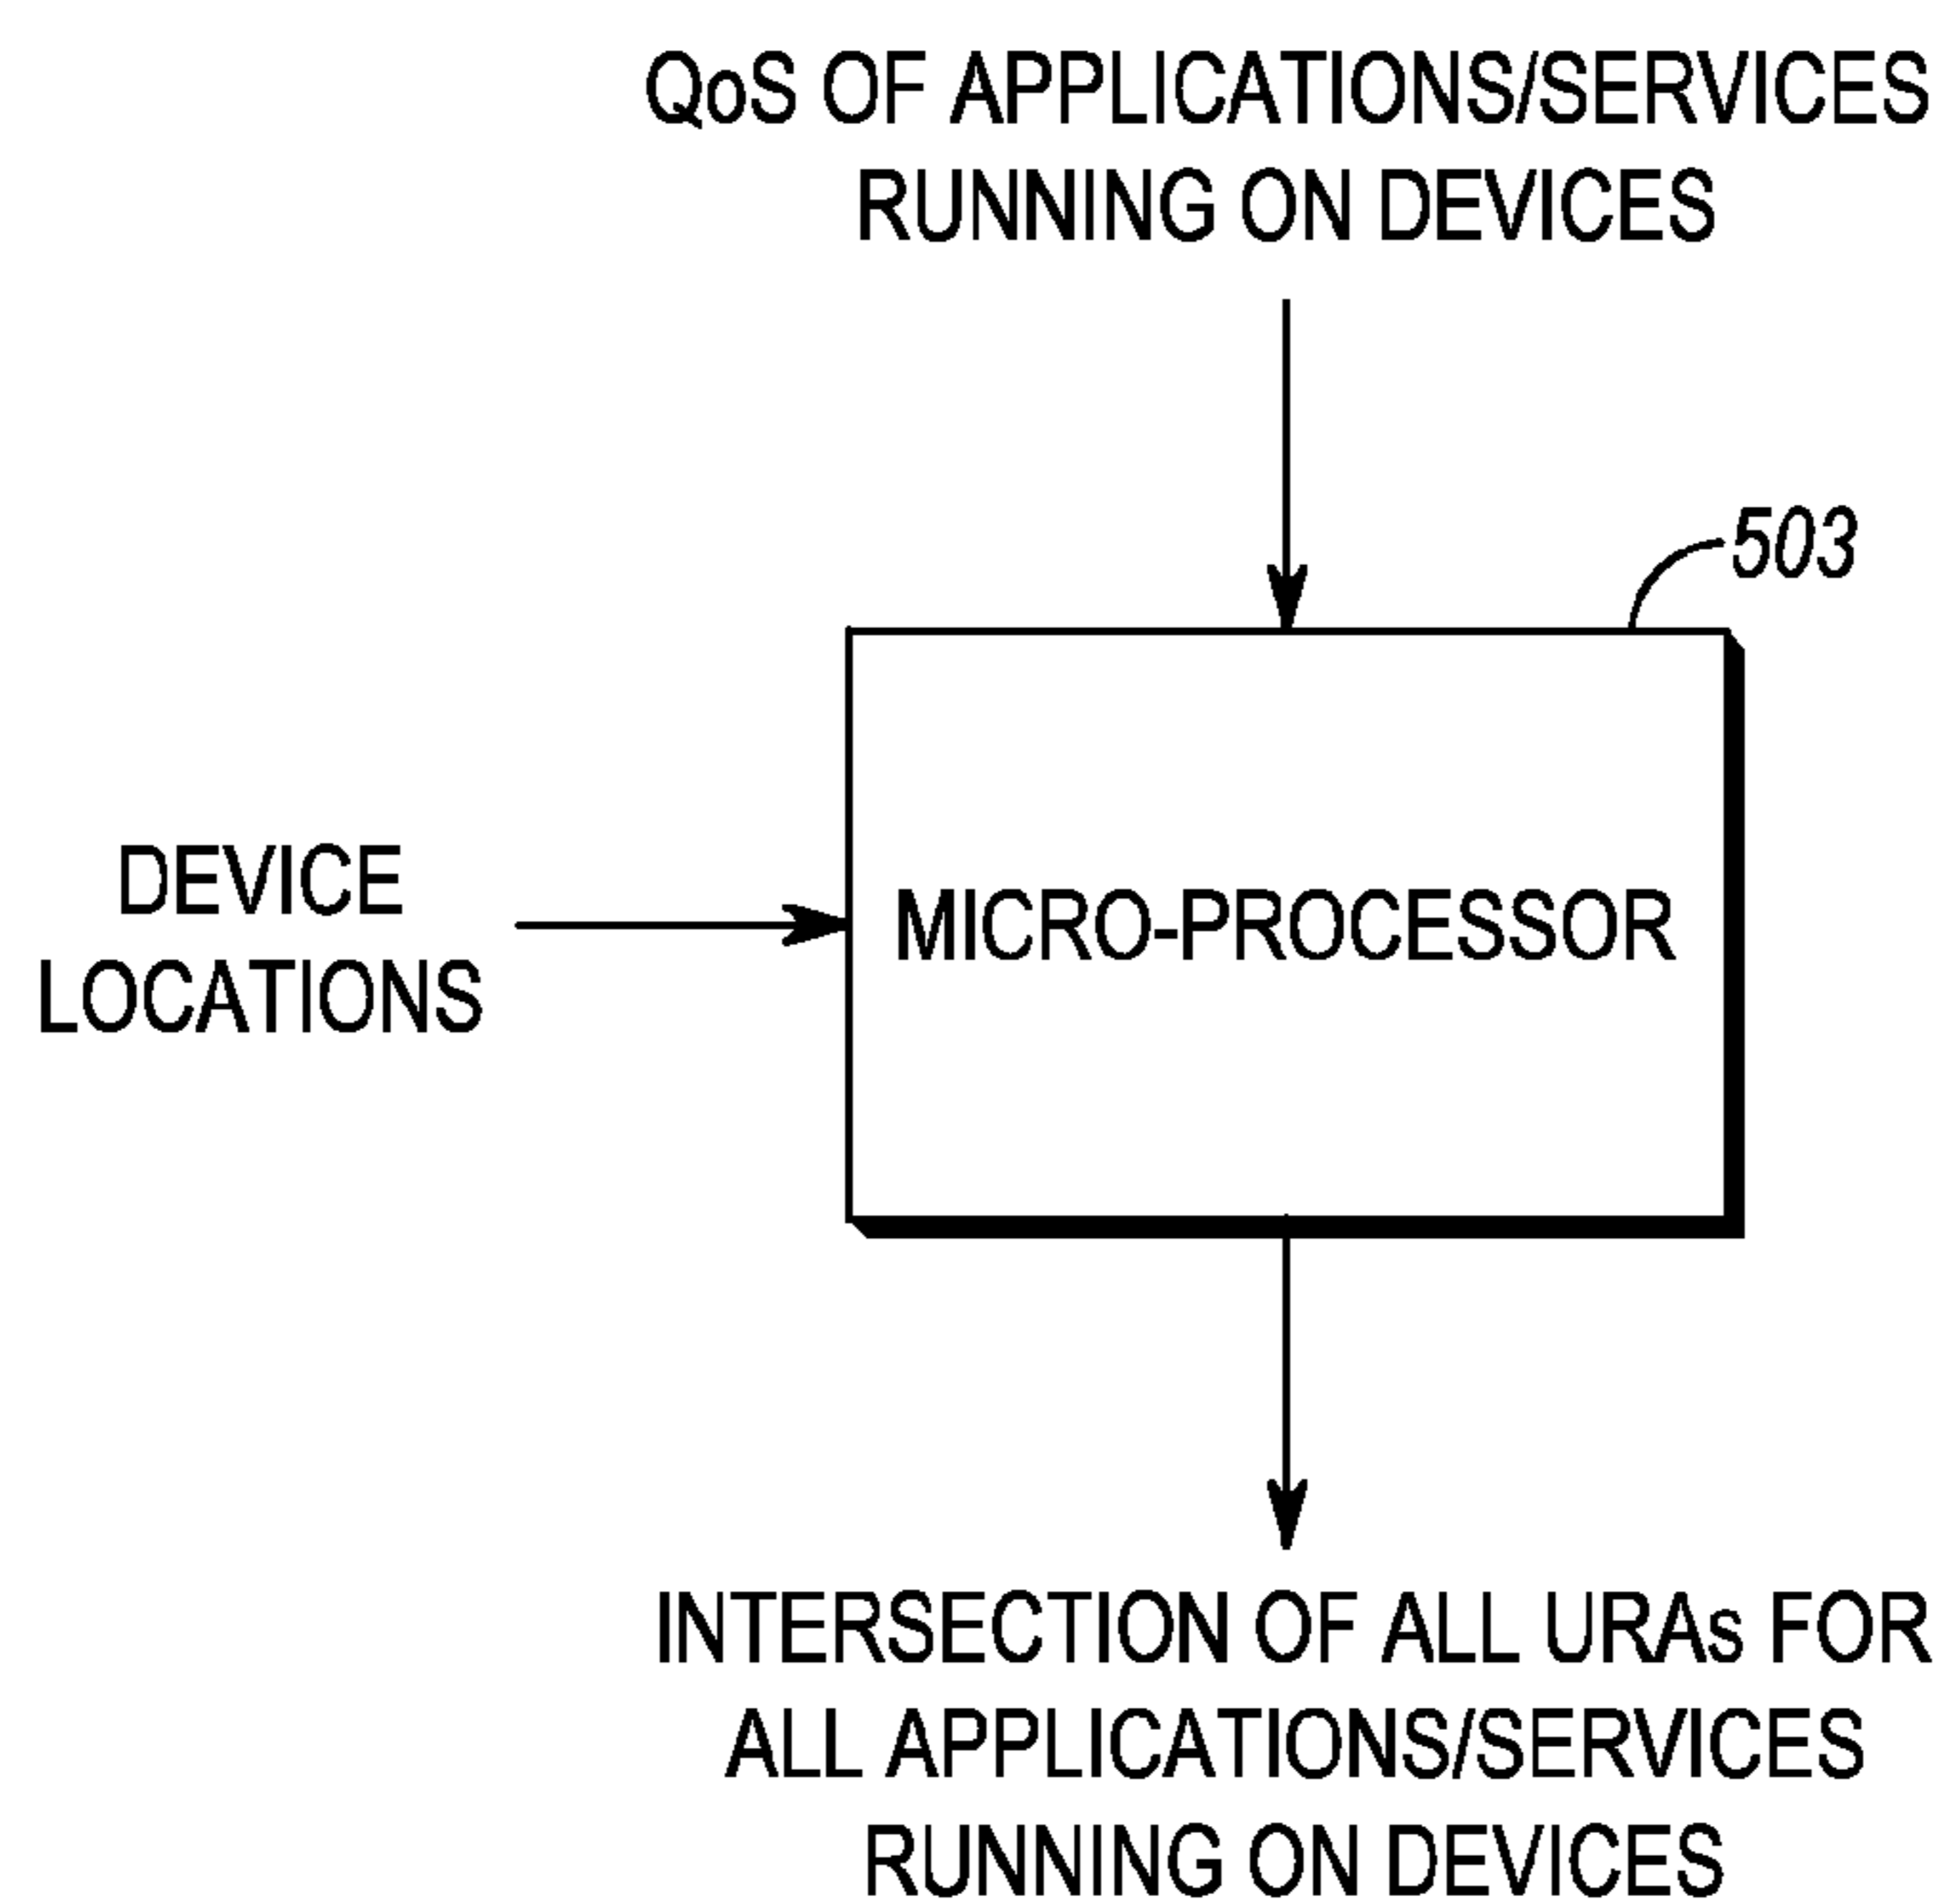 QoS OF APPLICATIONS/SERVICES
RUNNING ON DEVICES
503
DEVICE
LOCATIONS
MICRO-PROCESSOR
INTERSECTION OF ALL URAs FOR
ALL APPLICATIONS/SERVICES
RUNNING ON DEVICES